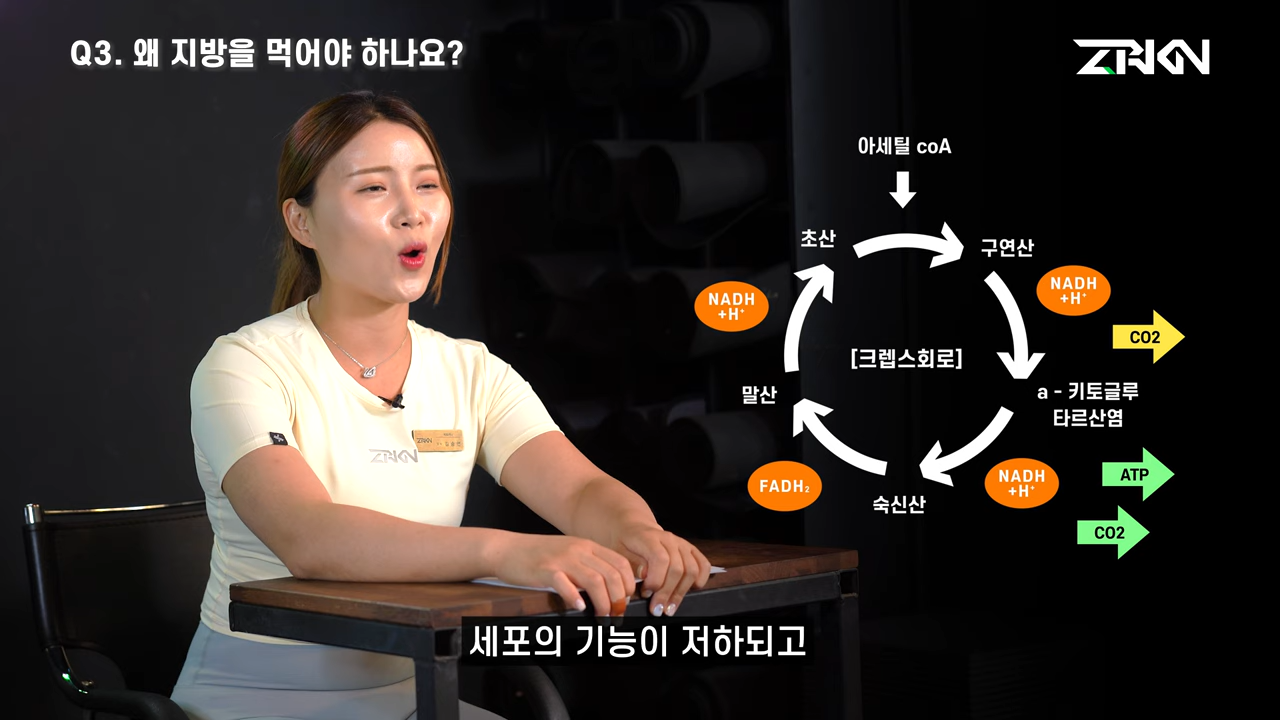 Q3. 왜 지방을 먹어야 하나요?
ZRKN
아세틸 coA
초산
구연산
NADH
+H⁺
NADH
+H⁺
CO2
[크렙스회로]
말산
a - 키토글루
타르산염
FADH₂
NADH
+H⁺
ATP
숙신산
CO2
ZRKN
ZRKN
세포의 기능이 저하되고